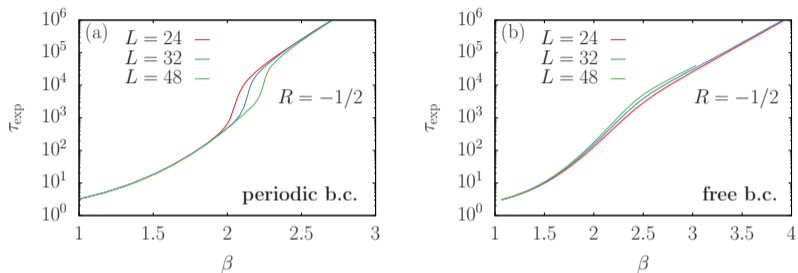 (a)
L = 24
L = 32
L = 48
R = −1/2
periodic b.c.
τexp
10^6
10^5
10^4
10^3
10^2
10^1
10^0
1 1.5 2 2.5 3
β
(b)
L = 24
L = 32
L = 48
R = −1/2
free b.c.
τexp
10^6
10^5
10^4
10^3
10^2
10^1
10^0
1 1.5 2 2.5 3 3.5 4
β